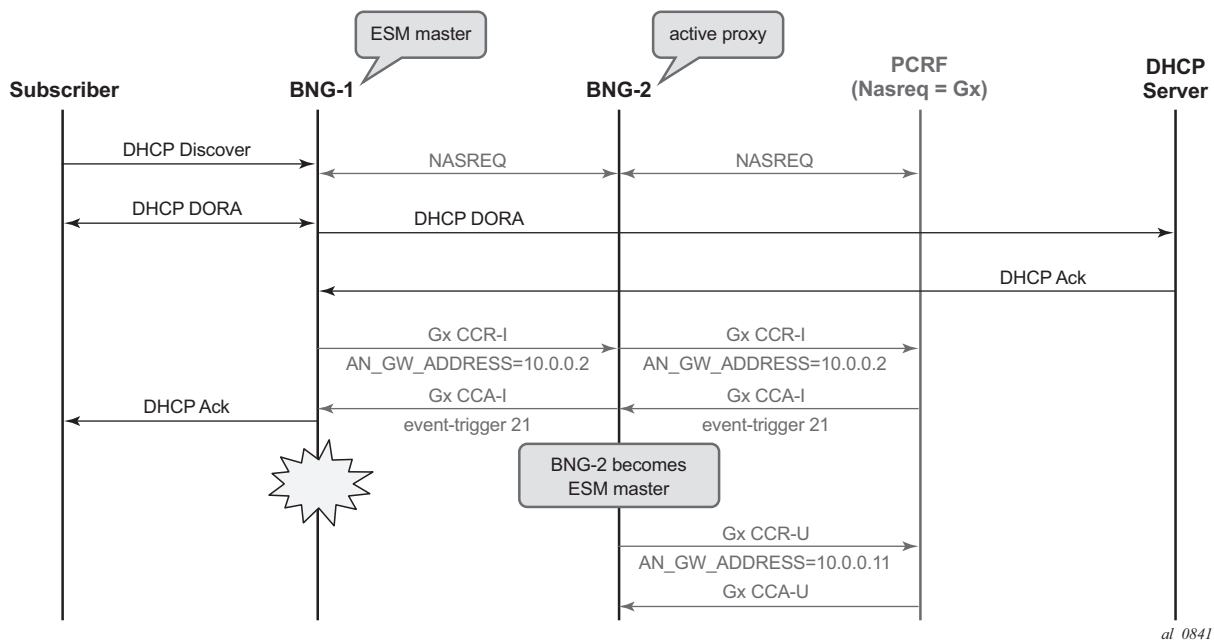 ESM master
active proxy
Subscriber
BNG-1
BNG-2
PCRF
(Nasreq = Gx)
DHCP
Server
DHCP Discover
NASREQ
NASREQ
DHCP DORA
DHCP DORA
DHCP Ack
Gx CCR-I
AN_GW_ADDRESS=10.0.0.2
Gx CCR-I
AN_GW_ADDRESS=10.0.0.2
Gx CCA-I
event-trigger 21
Gx CCA-I
event-trigger 21
DHCP Ack
BNG-2 becomes
ESM master
Gx CCR-U
AN_GW_ADDRESS=10.0.0.11
Gx CCA-U
al_0841